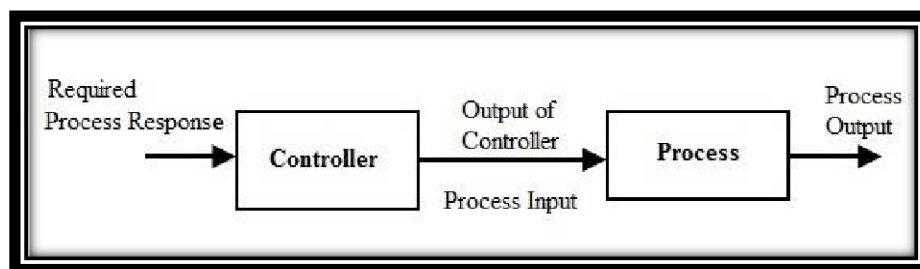 Required
Process Response
Controller
Output of
Controller
Process Input
Process
Process
Output